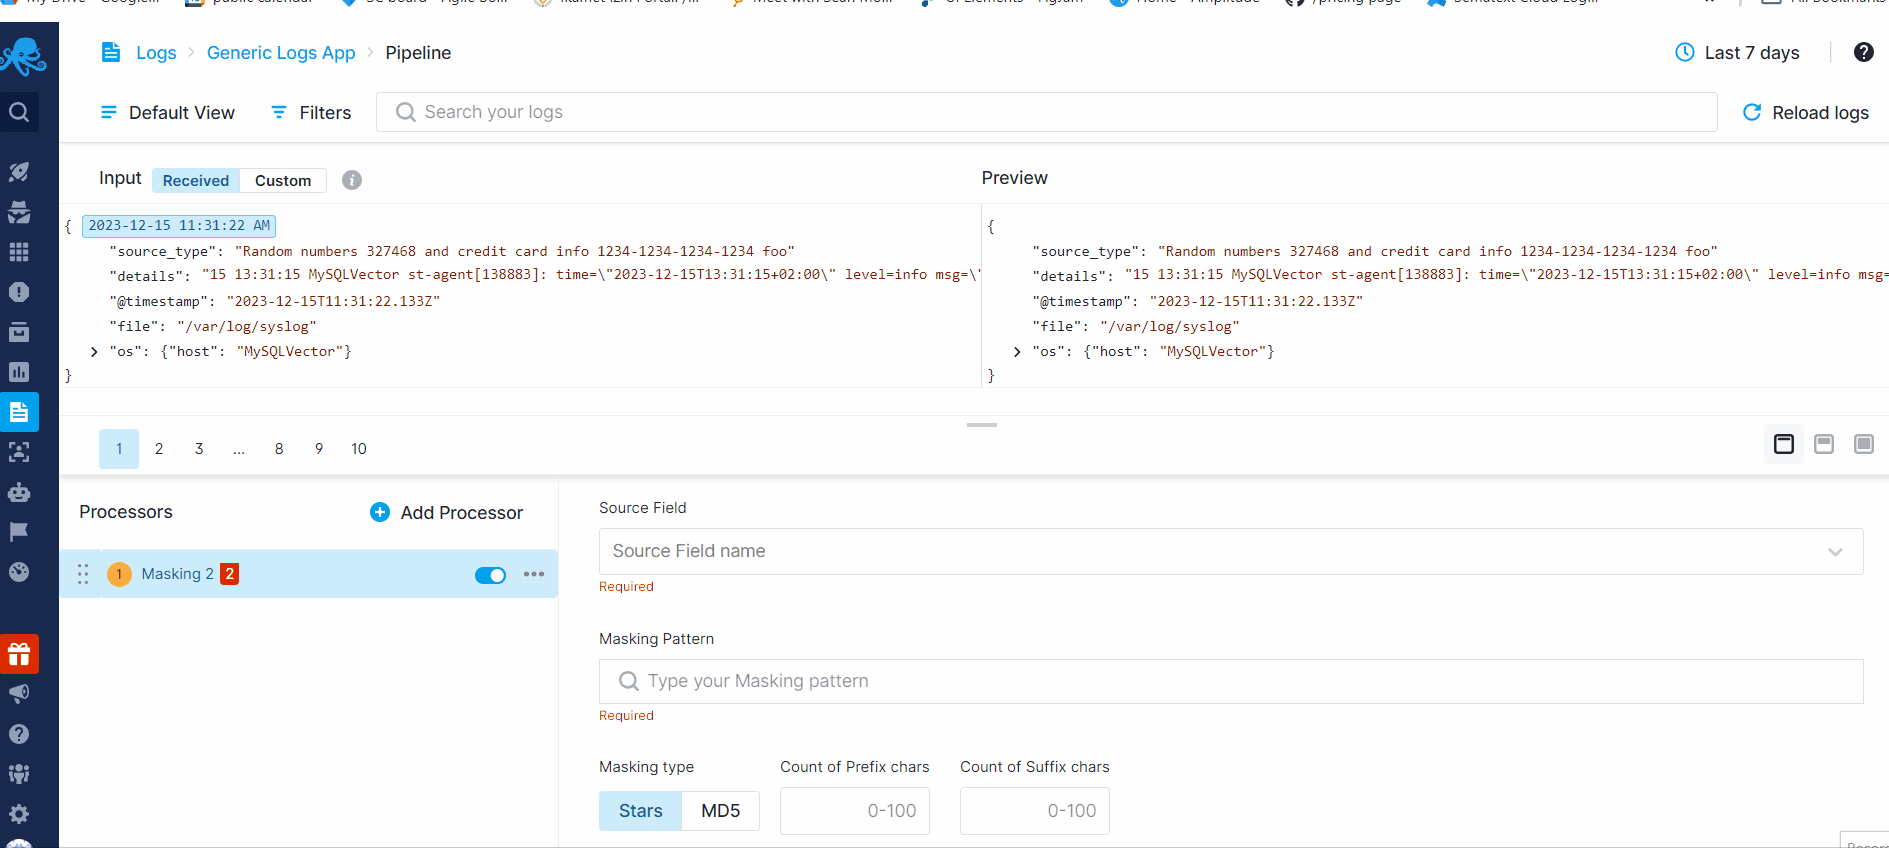 Logs > Generic Logs App > Pipeline
Last 7 days
Default View
Filters
Search your logs
Reload logs
Input
Received
Custom
Preview
{ 2023-12-15 11:31:22 AM
"source_type": "Random numbers 327468 and credit card info 1234-1234-1234-1234 foo"
"details": "15 13:31:15 MySQLVector st-agent[138883]: time=\"2023-12-15T13:31:15+02:00\" level=info msg=\"
"@timestamp": "2023-12-15T11:31:22.133Z"
"file": "/var/log/syslog"
"os": {"host": "MySQLVector"}
}
{
"source_type": "Random numbers 327468 and credit card info 1234-1234-1234-1234 foo"
"details": "15 13:31:15 MySQLVector st-agent[138883]: time=\"2023-12-15T13:31:15+02:00\" level=info msg=
"@timestamp": "2023-12-15T11:31:22.133Z"
"file": "/var/log/syslog"
"os": {"host": "MySQLVector"}
}
1 2 3 ... 8 9 10
Processors
Add Processor
1 Masking 2 2
Source Field
Source Field name
Required
Masking Pattern
Type your Masking pattern
Required
Masking type
Count of Prefix chars
Count of Suffix chars
Stars
MD5
0-100
0-100